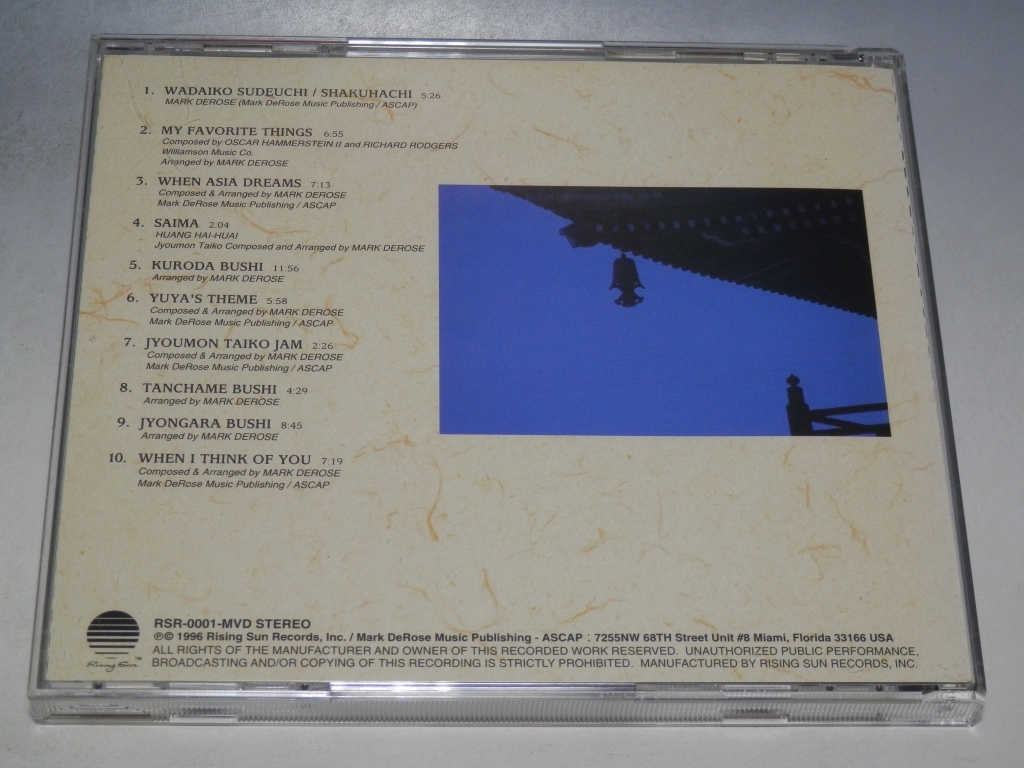 1. WADAIKO SUDEUCHI / SHAKUHACHI 5:26
MARK DEROSE (Mark DeRose Music Publishing / ASCAP)
2. MY FAVORITE THINGS 6:55
Composed by OSCAR HAMMERSTEIN II and RICHARD RODGERS
Williamson Music Co.
Arranged by MARK DEROSE
3. WHEN ASIA DREAMS 7:13
Composed & Arranged by MARK DEROSE
Mark DeRose Music Publishing / ASCAP
4. SAIMA 2:04
HUANG HAI-HUAI
Jyoumon Taiko Composed and Arranged by MARK DEROSE
5. KURODA BUSHI 11:56
Arranged by MARK DEROSE
6. YUYA'S THEME 5:58
Composed & Arranged by MARK DEROSE
Mark DeRose Music Publishing / ASCAP
7. JYOUMON TAIKO JAM 2:26
Composed & Arranged by MARK DEROSE
Mark DeRose Music Publishing / ASCAP
8. TANCHAME BUSHI 4:29
Arranged by MARK DEROSE
9. JYONGARA BUSHI 8:45
Arranged by MARK DEROSE
10. WHEN I THINK OF YOU 7:19
Composed & Arranged by MARK DEROSE
Mark DeRose Music Publishing / ASCAP
RSR-0001-MVD STEREO
℗© 1996 Rising Sun Records, Inc. / Mark DeRose Music Publishing - ASCAP : 7255NW 68TH Street Unit #8 Miami, Florida 33166 USA
ALL RIGHTS OF THE MANUFACTURER AND OWNER OF THIS RECORDED WORK RESERVED. UNAUTHORIZED PUBLIC PERFORMANCE,
BROADCASTING AND/OR COPYING OF THIS RECORDING IS STRICTLY PROHIBITED. MANUFACTURED BY RISING SUN RECORDS, INC.
Rising Sun ™